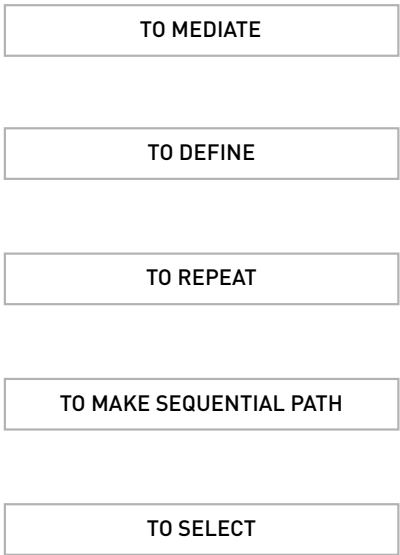 TO MEDIATE
TO DEFINE
TO REPEAT
TO MAKE SEQUENTIAL PATH
TO SELECT